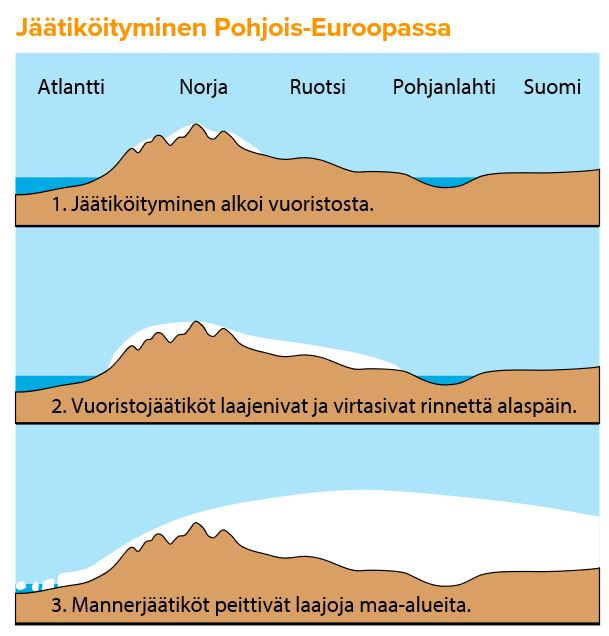 Jäätiköityminen Pohjois-Euroopassa
Atlantti Norja Ruotsi Pohjanlahti Suomi
1. Jäätiköityminen alkoi vuoristosta.
2. Vuoristojäätiköt laajenivat ja virtasivat rinnettä alaspäin.
3. Mannerjäätiköt peittivät laajoja maa-alueita.